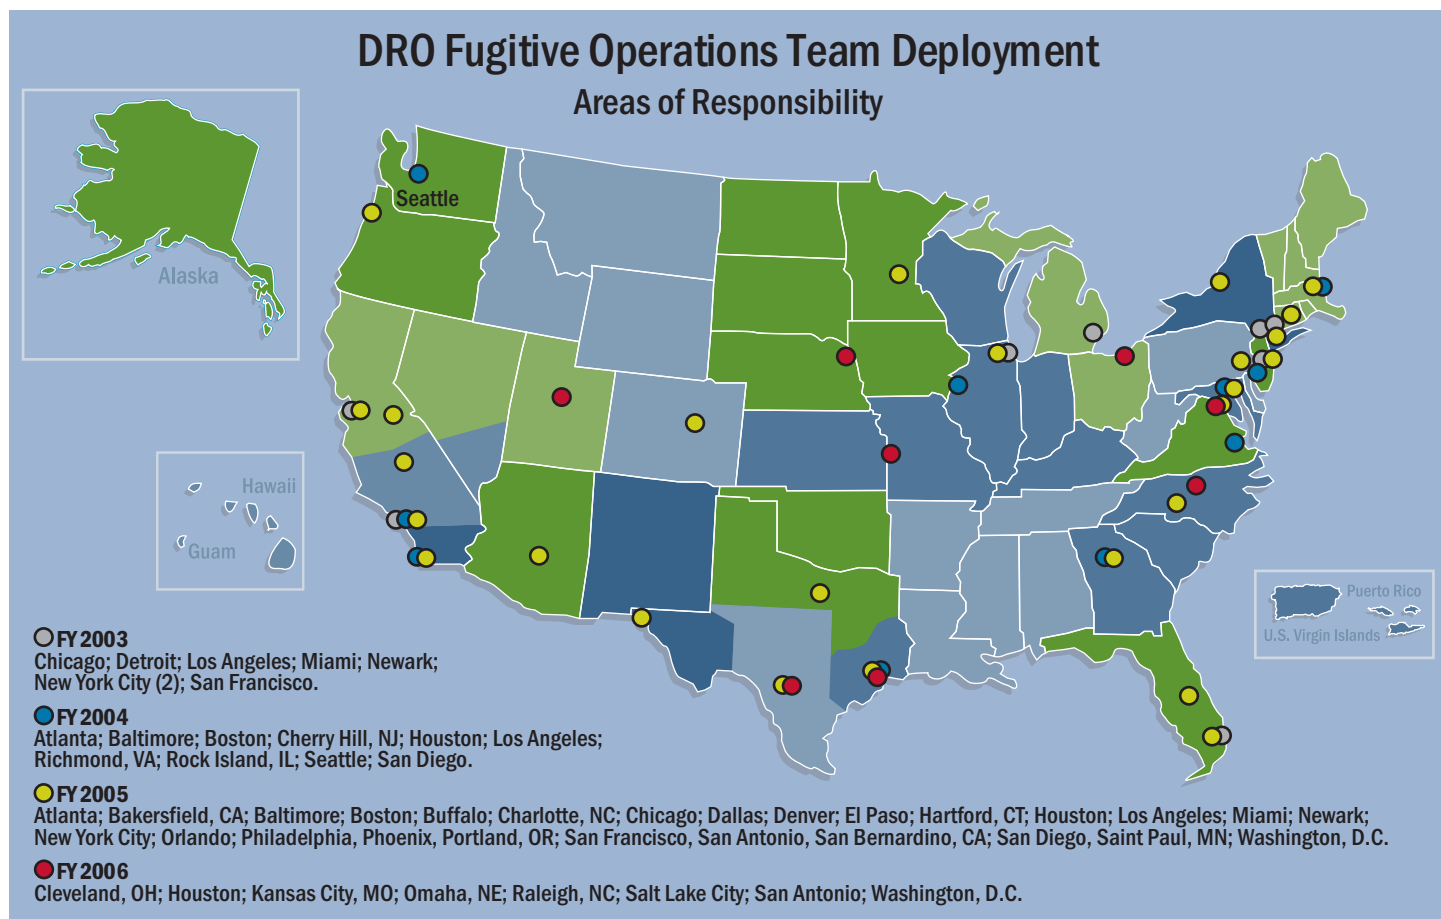 DRO Fugitive Operations Team Deployment
Areas of Responsibility
Seattle
Alaska
Hawaii
Guam
Puerto Rico
U.S. Virgin Islands
FY 2003
Chicago; Detroit; Los Angeles; Miami; Newark;
New York City (2); San Francisco.
FY 2004
Atlanta; Baltimore; Boston; Cherry Hill, NJ; Houston; Los Angeles;
Richmond, VA; Rock Island, IL; Seattle; San Diego.
FY 2005
Atlanta; Bakersfield, CA; Baltimore; Boston; Buffalo; Charlotte, NC; Chicago; Dallas; Denver; El Paso; Hartford, CT; Houston; Los Angeles; Miami; Newark;
New York City; Orlando; Philadelphia, Phoenix, Portland, OR; San Francisco, San Antonio, San Bernardino, CA; San Diego, Saint Paul, MN; Washington, D.C.
FY 2006
Cleveland, OH; Houston; Kansas City, MO; Omaha, NE; Raleigh, NC; Salt Lake City; San Antonio; Washington, D.C.